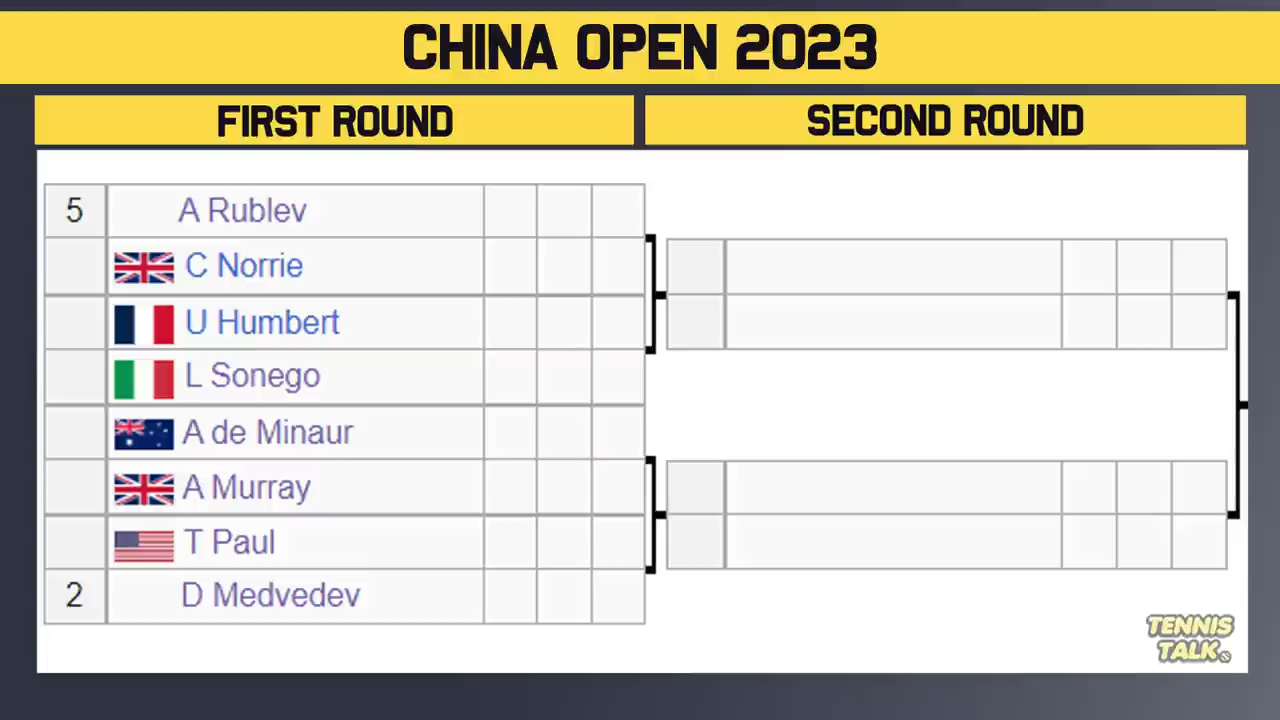 CHINA OPEN 2023
FIRST ROUND
SECOND ROUND
5 A Rublev
C Norrie
U Humbert
L Sonego
A de Minaur
A Murray
T Paul
2 D Medvedev
TENNIS
TALK